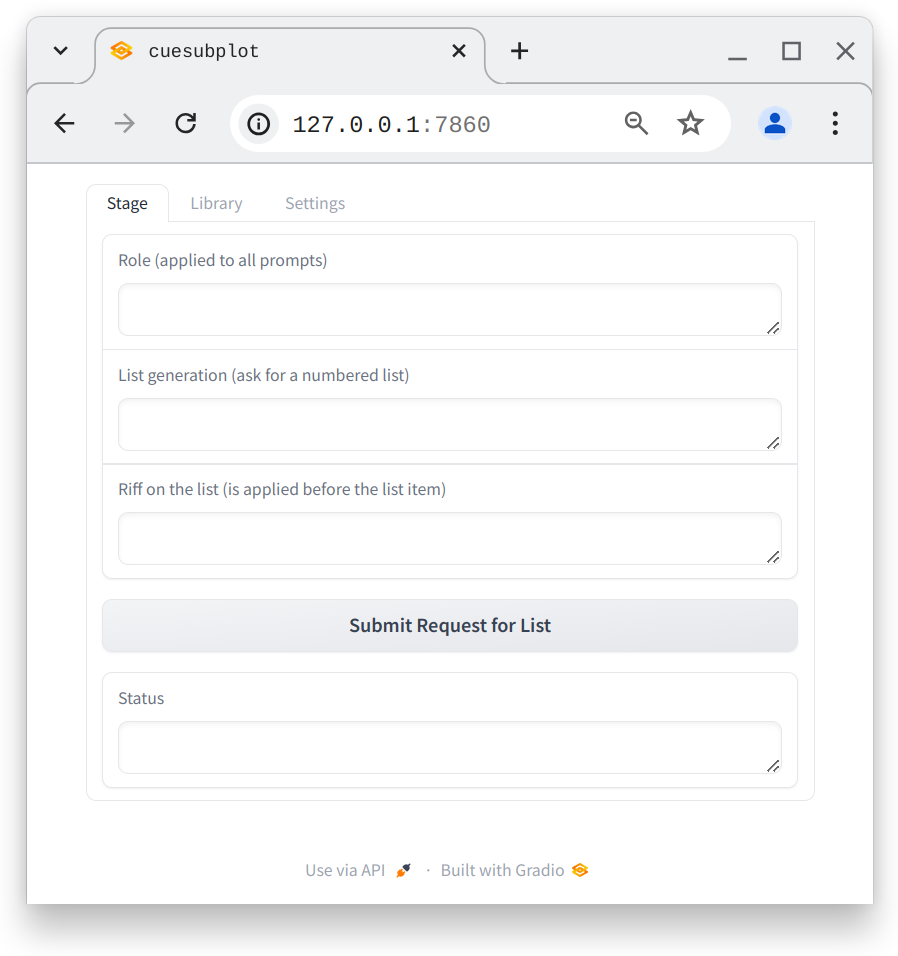 cuesubplot
127.0.0.1:7860
Stage Library Settings
Role (applied to all prompts)
List generation (ask for a numbered list)
Riff on the list (is applied before the list item)
Submit Request for List
Status
Use via API · Built with Gradio